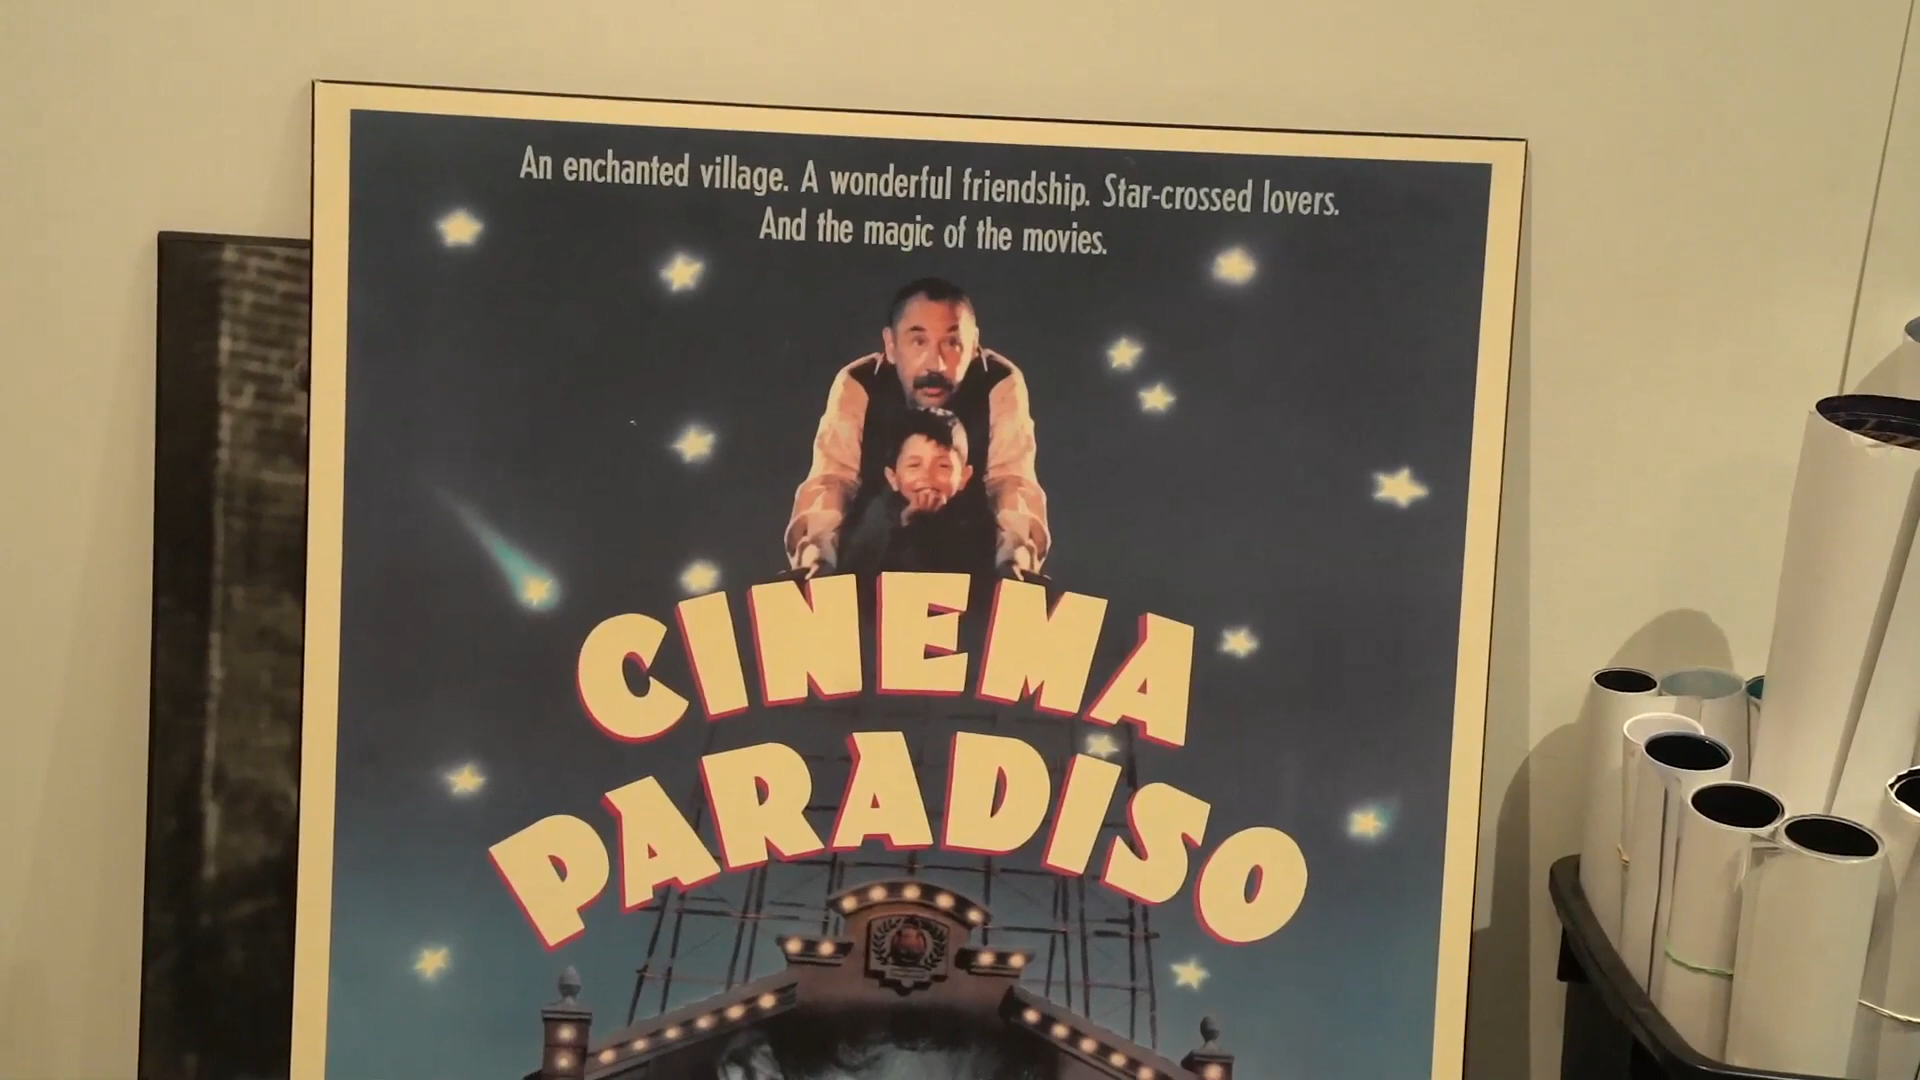 An enchanted village. A wonderful friendship. Star-crossed lovers.
And the magic of the movies.
CINEMA
PARADISO